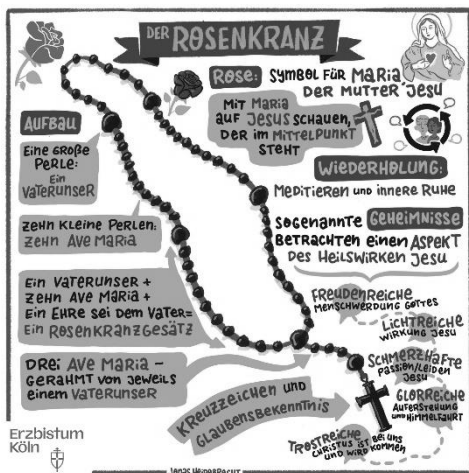 DER ROSENKRANZ
ROSE: SYMBOL FÜR MARIA
DER MUTTER JESU
MIT MARIA
AUF JESUS SCHAUEN,
DER IM MITTELPUNKT
STEHT
WIEDERHOLUNG:
MEDITIEREN UND INNERE RUHE
SOGENANNTE GEHEIMNISSE
BETRACHTEN EINEN ASPEKT
DES HEILSWIRKEN JESU
FREUDENREICHE
MENSCHWERDUNG GOTTES
LICHTREICHE
WIRKUNG JESU
SCHMERZHAFTE
PASSION/LEIDEN
JESU
GLORREICHE
AUFERSTEHUNG
UND HIMMELFAHRT
TROSTREICHE
CHRISTUS IST BEI UNS
UND WIRD KOMMEN
AUFBAU
EINE GROẞE
PERLE:
EIN
VATERUNSER
ZEHN KLEINE PERLEN:
ZEHN AVE MARIA
EIN VATERUNSER +
ZEHN AVE MARIA +
EIN EHRE SEI DEM VATER=
EIN ROSENKRANZGESÄTZ
DREI AVE MARIA –
GERAHMT VON JEWEILS
EINEM VATERUNSER
KREUZZEICHEN UND
GLAUBENSBEKENNTNIS
Erzbistum
Köln